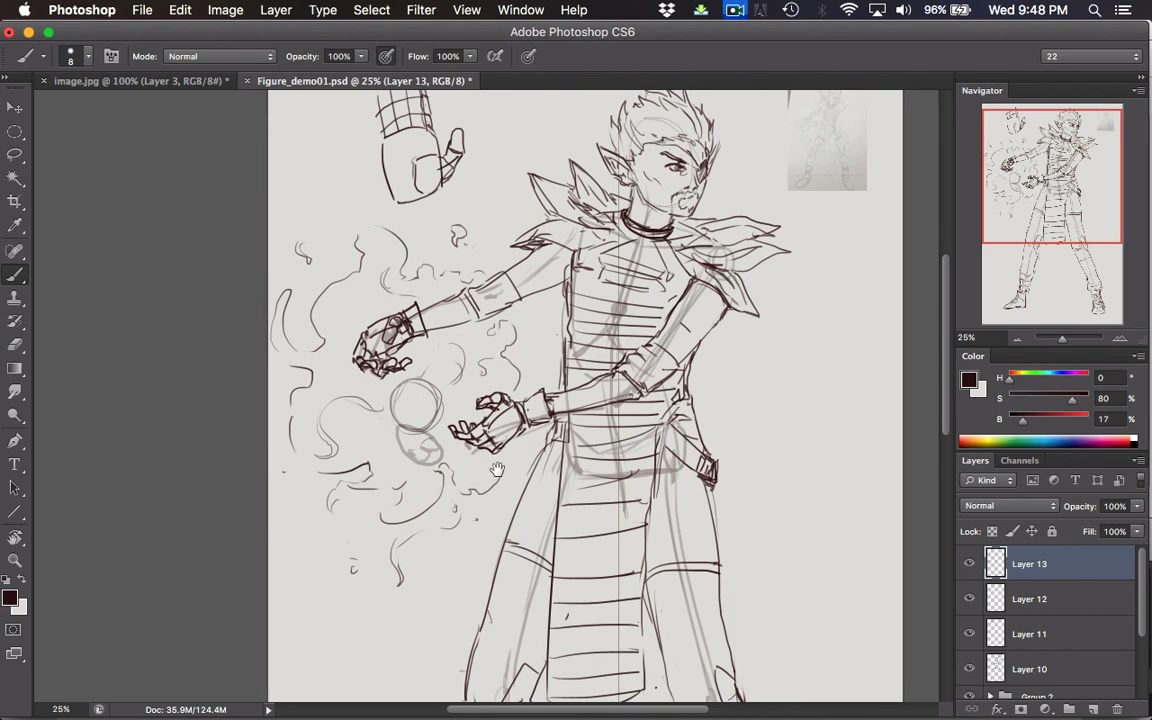 Photoshop File Edit Image Layer Type Select Filter View Window Help 96% Wed 9:48 PM
Adobe Photoshop CS6
8 Mode: Normal Opacity: 100% Flow: 100% 22
image.jpg @ 100% (Layer 3, RGB/8#) * Figure_demo01.psd @ 25% (Layer 13, RGB/8) *
Navigator
25%
Color
H 0 °
S 80 %
B 17 %
Layers Channels
Kind
Normal Opacity: 100%
Lock: Fill: 100%
Layer 13
Layer 12
Layer 11
Layer 10
Group 2
25% Doc: 35.9M/124.4M